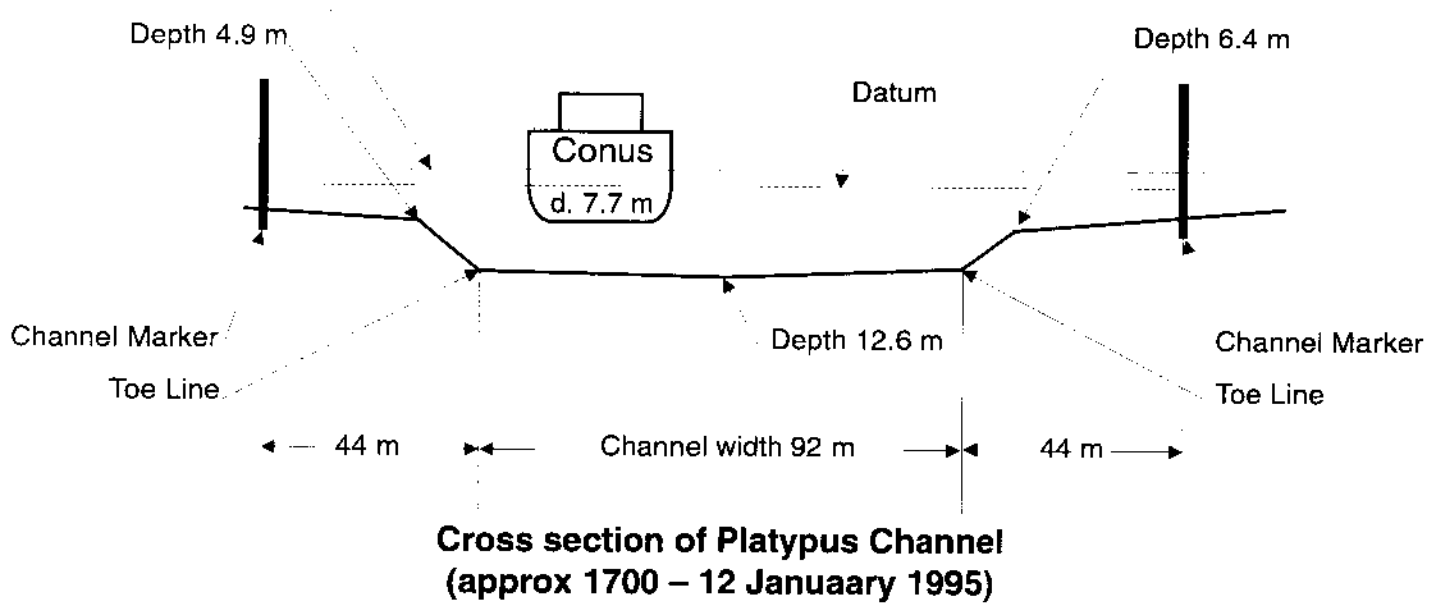 Depth 4.9 m
Depth 6.4 m
Datum
Conus
d. 7.7 m
Channel Marker
Depth 12.6 m
Channel Marker
Toe Line
Toe Line
44 m
Channel width 92 m
44 m
Cross section of Platypus Channel
(approx 1700 – 12 Januaary 1995)